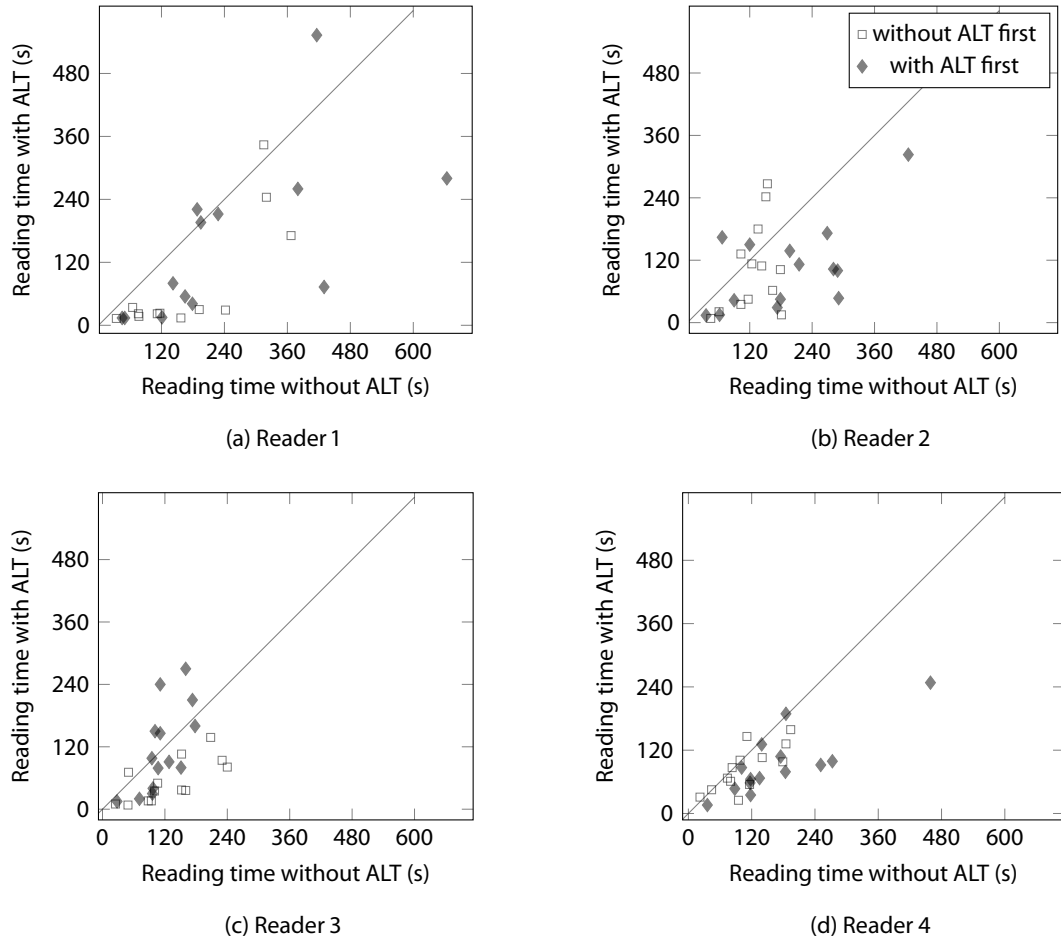 Reading time with ALT (s)
480
360
240
120
0
120 240 360 480 600
Reading time without ALT (s)
(a) Reader 1
Reading time with ALT (s)
480
360
240
120
0
120 240 360 480 600
Reading time without ALT (s)
without ALT first
with ALT first
(b) Reader 2
Reading time with ALT (s)
480
360
240
120
0
0 120 240 360 480 600
Reading time without ALT (s)
(c) Reader 3
Reading time with ALT (s)
480
360
240
120
0
0 120 240 360 480 600
Reading time without ALT (s)
(d) Reader 4